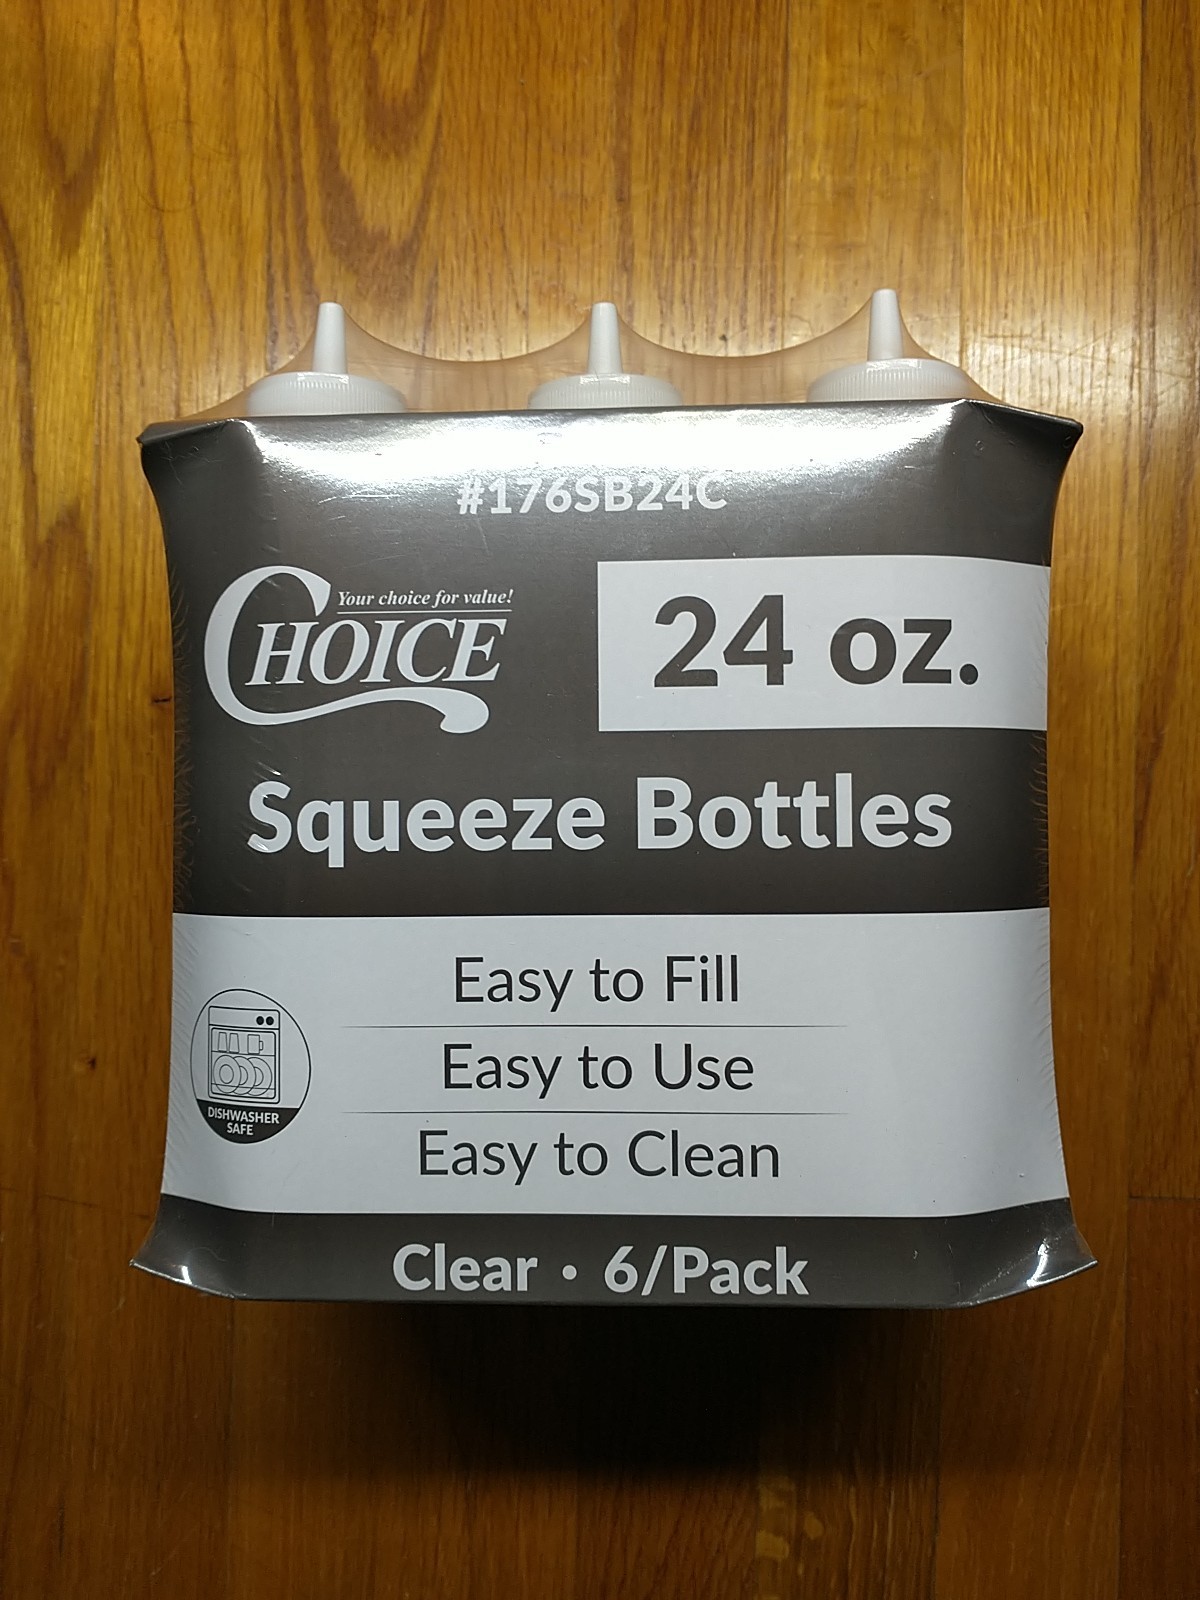 #176SB24C
Your choice for value!
CHOICE
24 oz.
Squeeze Bottles
Easy to Fill
Easy to Use
Easy to Clean
DISHWASHER
SAFE
Clear • 6/Pack